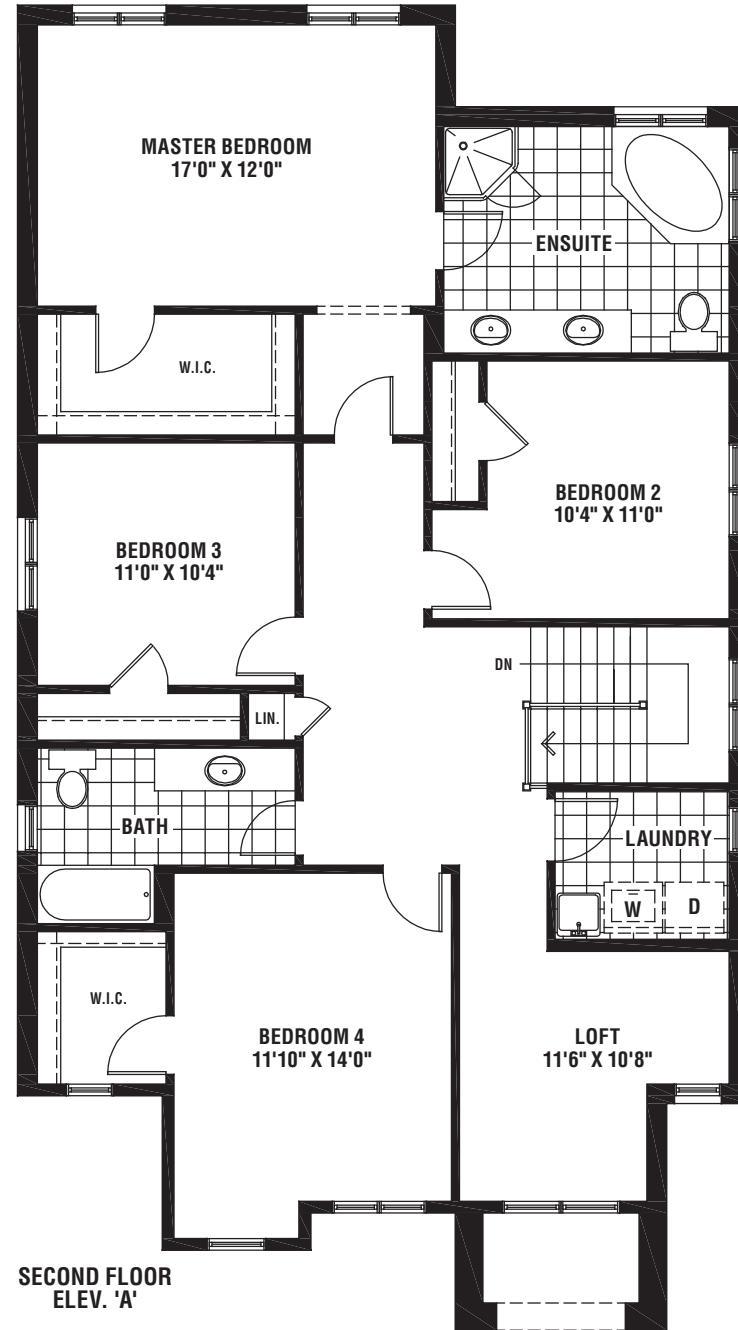 MASTER BEDROOM
17'0" X 12'0"
ENSUITE
W.I.C.
BEDROOM 2
10'4" X 11'0"
BEDROOM 3
11'0" X 10'4"
DN
LIN.
BATH
LAUNDRY
W
D
W.I.C.
BEDROOM 4
11'10" X 14'0"
LOFT
11'6" X 10'8"
SECOND FLOOR
ELEV. 'A'